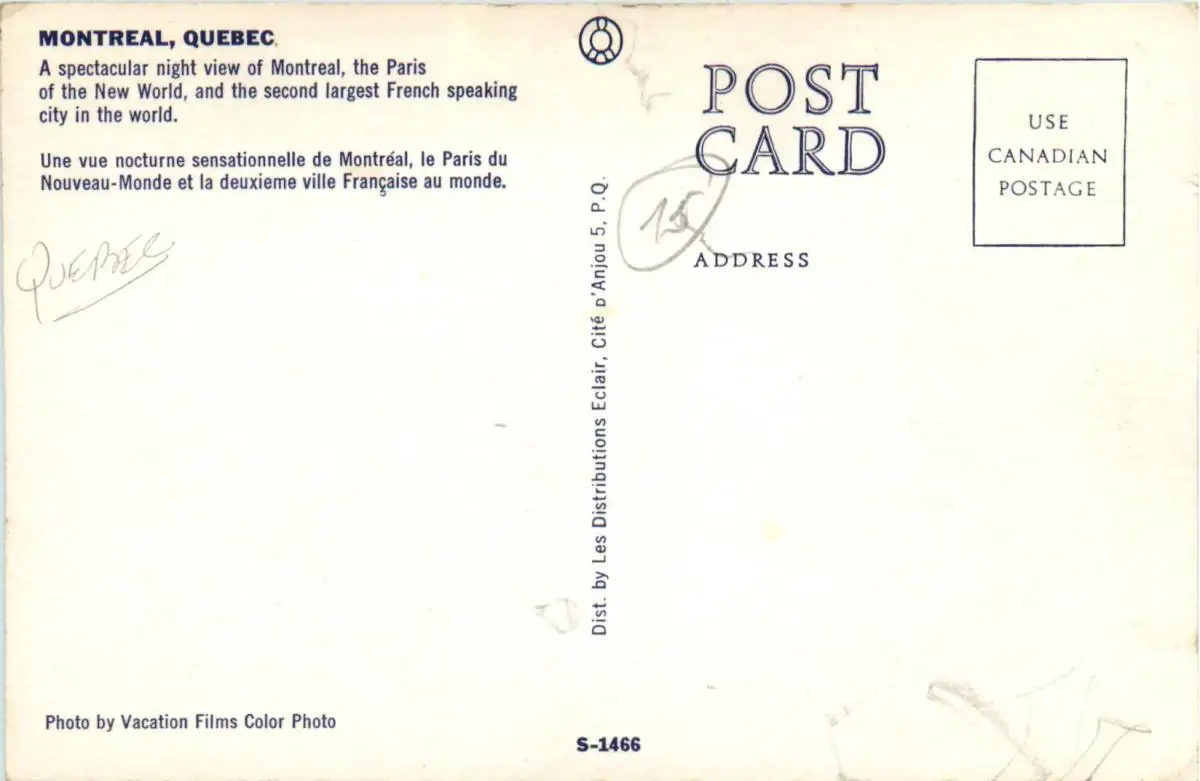 MONTREAL, QUEBEC.
A spectacular night view of Montreal, the Paris
of the New World, and the second largest French speaking
city in the world.
Une vue nocturne sensationnelle de Montréal, le Paris du
Nouveau-Monde et la deuxieme ville Française au monde.
QUEBEC
Photo by Vacation Films Color Photo
Dist. by Les Distributions Eclair, Cité d'Anjou 5, P.Q.
S-1466
POST
CARD
15
ADDRESS
USE
CANADIAN
POSTAGE